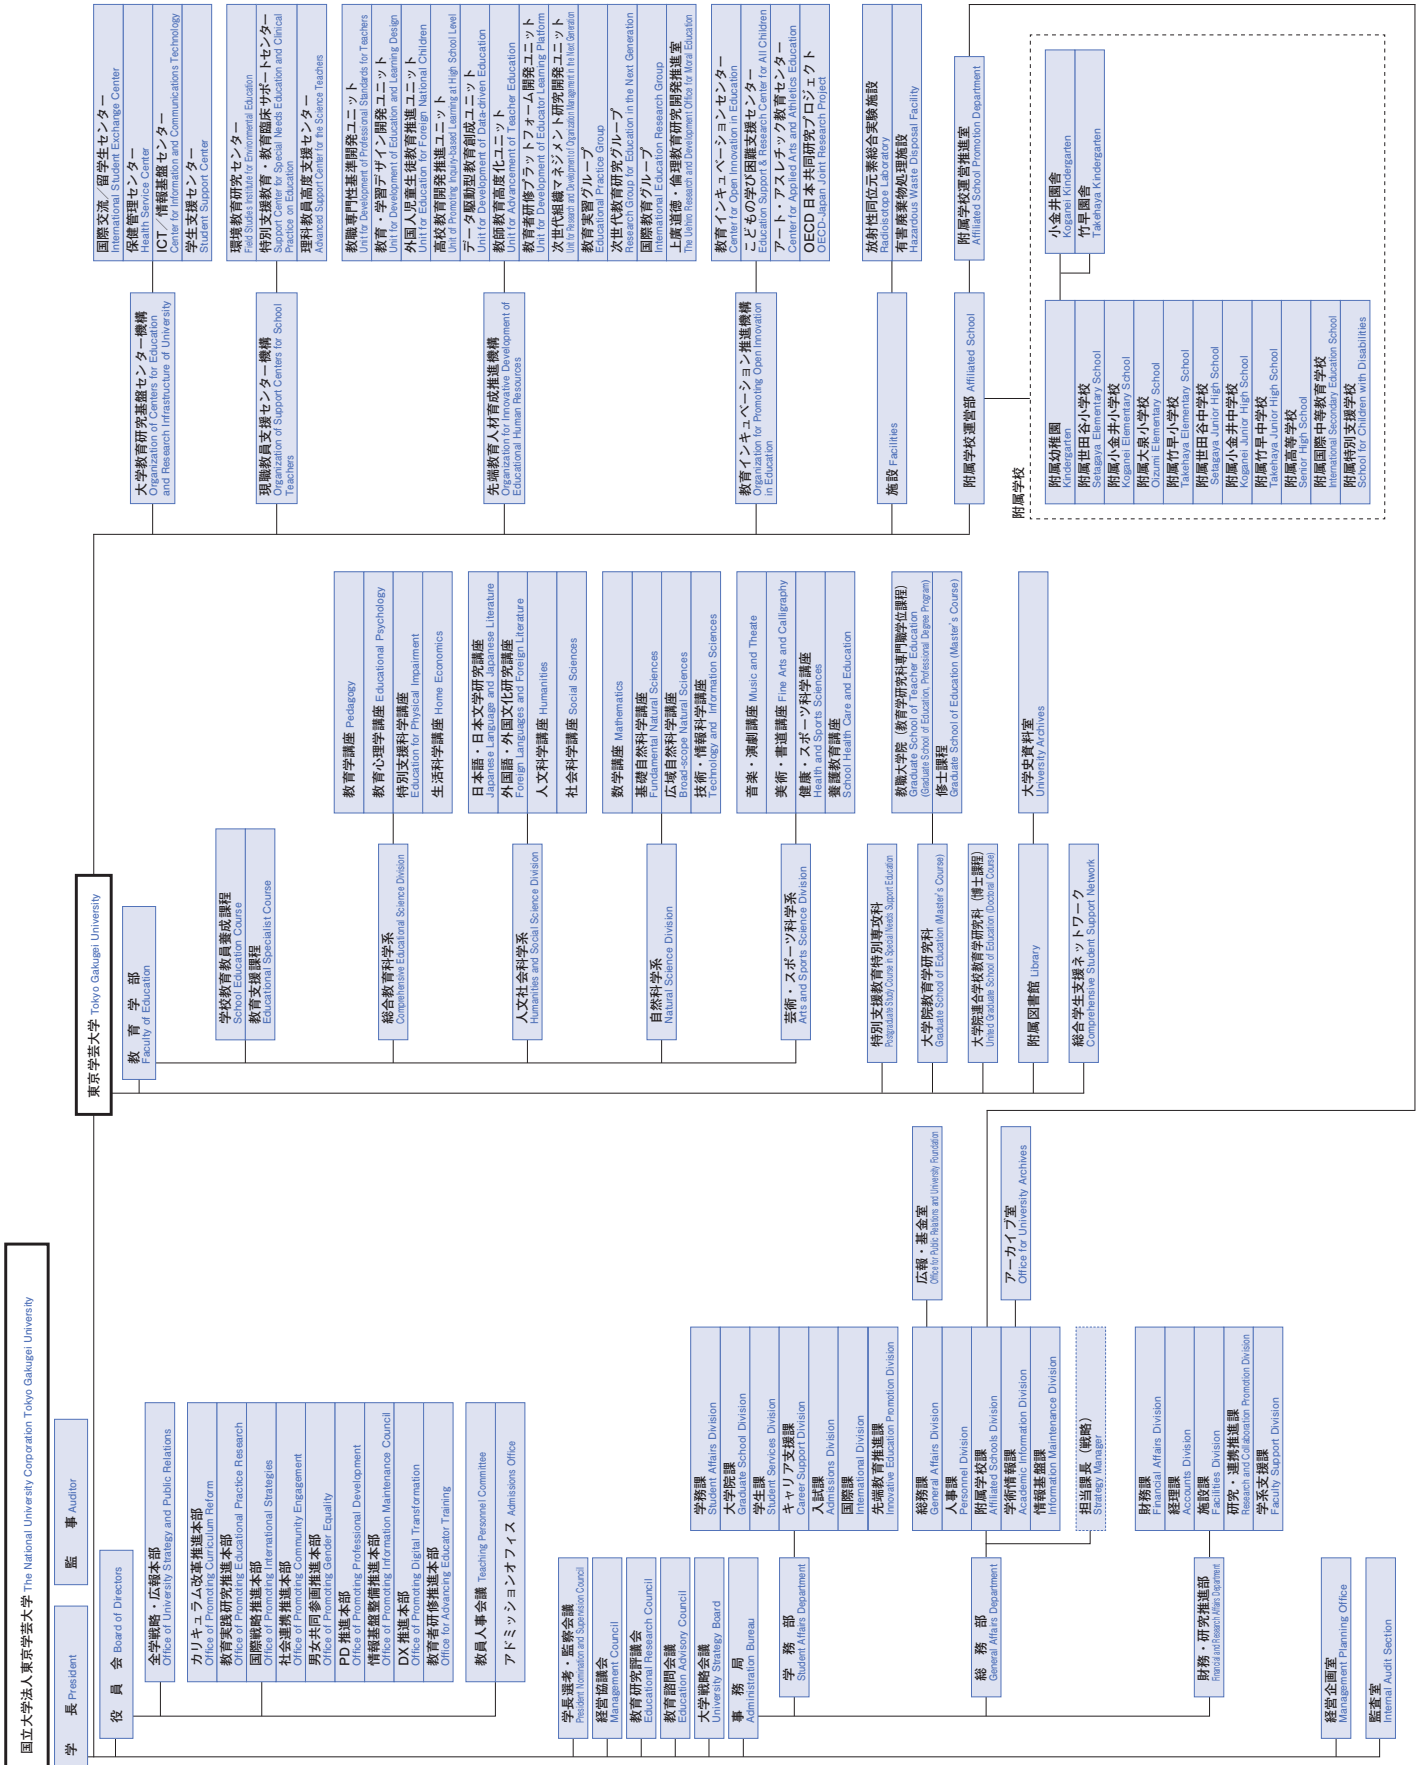 国立大学法人東京学芸大学 The National University Corporation Tokyo Gakugei University
学 長 President
監 事 Auditor
役 員 会 Board of Directors
全学戦略・広報本部
Office of University Strategy and Public Relations
カリキュラム改革推進本部
Office of Promoting Curriculum Reform
教育実践研究推進本部
Office of Promoting Educational Practice Research
国際戦略推進本部
Office of Promoting International Strategies
社会連携推進本部
Office of Promoting Community Engagement
男女共同参画推進本部
Office of Promoting Gender Equality
PD 推進本部
Office of Promoting Professional Development
情報基盤整備推進本部
Office of Promoting Information Maintenance Council
DX 推進本部
Office of Promoting Digital Transformation
教育者研修推進本部
Office for Advancing Educator Training
教員人事会議 Teaching Personnel Committee
アドミッションオフィス Admissions Office
学長選考・監察会議
President Nomination and Supervision Council
経営協議会
Management Council
教育研究評議会
Educational Research Council
教育諮問会議
Education Advisory Council
大学戦略会議
University Strategy Board
事 務 局
Administration Bureau
学 務 部
Student Affairs Department
学務課
Student Affairs Division
大学院課
Graduate School Division
学生課
Student Services Division
キャリア支援課
Career Support Division
入試課
Admissions Division
国際課
International Division
先端教育推進課
Innovative Education Promotion Division
総 務 部
General Affairs Department
総務課
General Affairs Division
人事課
Personnel Division
附属学校課
Affiliated Schools Division
学術情報課
Academic Information Division
情報基盤課
Information Maintenance Division
担当課長（戦略）
Strategy Manager
広報・基金室
Office for Public Relations and University Foundation
アーカイブ室
Office for University Archives
財務・研究推進部
Financial and Research Affairs Department
財務課
Financial Affairs Division
経理課
Accounts Division
施設課
Facilities Division
研究・連携推進課
Research and Collaboration Promotion Division
学系支援課
Faculty Support Division
経営企画室
Management Planning Office
監査室
Internal Audit Section
東京学芸大学 Tokyo Gakugei University
教 育 学 部
Faculty of Education
学校教育教員養成課程
School Education Course
教育支援課程
Educational Specialist Course
総合教育科学系
Comprehensive Educational Science Division
教育学講座 Pedagogy
教育心理学講座 Educational Psychology
特別支援科学講座
Education for Physical Impairment
生活科学講座 Home Economics
人文社会科学系
Humanities and Social Science Division
日本語・日本文学研究講座
Japanese Language and Japanese Literature
外国語・外国文化研究講座
Foreign Languages and Foreign Literature
人文科学講座 Humanities
社会科学講座 Social Sciences
自然科学系
Natural Science Division
数学講座 Mathematics
基礎自然科学講座
Fundamental Natural Sciences
広域自然科学講座
Broad-scope Natural Sciences
技術・情報科学講座
Technology and Information Sciences
芸術・スポーツ科学系
Arts and Sports Science Division
音楽・演劇講座 Music and Theate
美術・書道講座 Fine Arts and Calligraphy
健康・スポーツ科学講座
Health and Sports Sciences
養護教育講座
School Health Care and Education
特別支援教育特別専攻科
Postgraduate Study Course in Special Needs Support Education
大学院教育学研究科
Graduate School of Education (Master's Course)
教職大学院（教育学研究科専門職学位課程）
Graduate School of Teacher Education
(Graduate School of Education, Professional Degree Program)
修士課程
Graduate School of Education (Master's Course)
大学院連合学校教育学研究科（博士課程）
United Graduate School of Education (Doctoral Course)
附属図書館 Library
大学史資料室
University Archives
総合学生支援ネットワーク
Comprehensive Student Support Network
大学教育研究基盤センター機構
Organization of Centers for Education
and Research Infrastructure of University
国際交流／留学生センター
International Student Exchange Center
保健管理センター
Health Service Center
ICT／情報基盤センター
Center for Information and Communications Technology
学生支援センター
Student Support Center
現職教員支援センター機構
Organization of Support Centers for School
Teachers
環境教育研究センター
Field Studies Institute for Environmental Education
特別支援教育・教育臨床サポートセンター
Support Center for Special Needs Education and Clinical
Practice on Education
理科教員高度支援センター
Advanced Support Center for the Science Teachers
先端教育人材育成推進機構
Organization for Innovative Development of
Educational Human Resources
教職専門性基準開発ユニット
Unit for Development of Professional Standards for Teachers
教育・学習デザイン開発ユニット
Unit for Development of Education and Learning Design
外国人児童生徒教育推進ユニット
Unit for Education for Foreign National Children
高校教育開発推進ユニット
Unit of Promoting Inquiry-based Learning at High School Level
データ駆動型教育創成ユニット
Unit for Development of Data-driven Education
教師教育高度化ユニット
Unit for Advancement of Teacher Education
教育者研修プラットフォーム開発ユニット
Unit for Development of Educator Learning Platform
次世代組織マネジメント研究開発ユニット
Unit for Research and Development of Organization Management in the Next Generation
教育実習グループ
Educational Practice Group
次世代教育研究グループ
Research Group for Education in the Next Generation
国際教育グループ
International Education Research Group
上廣道徳・倫理教育研究開発推進室
The Uehiro Research and Development Office for Moral Education
教育インキュベーション推進機構
Organization for Promoting Open Innovation
in Education
教育インキュベーションセンター
Center for Open Innovation in Education
こどもの学び困難支援センター
Education Support & Research Center for All Children
アート・アスレチック教育センター
Center for Applied Arts and Athletics Education
OECD 日本共同研究プロジェクト
OECD-Japan Joint Research Project
施設 Facilities
放射性同位元素総合実験施設
Radioisotope Laboratory
有害廃棄物処理施設
Hazardous Waste Disposal Facility
附属学校運営部 Affiliated School
附属学校運営推進室
Affiliated School Promotion Department
附属学校
附属幼稚園
Kindergarten
小金井園舎
Koganei Kindergarten
竹早園舎
Takehaya Kindergarten
附属世田谷小学校
Setagaya Elementary School
附属小金井小学校
Koganei Elementary School
附属大泉小学校
Oizumi Elementary School
附属竹早小学校
Takehaya Elementary School
附属世田谷中学校
Setagaya Junior High School
附属小金井中学校
Koganei Junior High School
附属竹早中学校
Takehaya Junior High School
附属高等学校
Senior High School
附属国際中等教育学校
International Secondary Education School
附属特別支援学校
School for Children with Disabilities